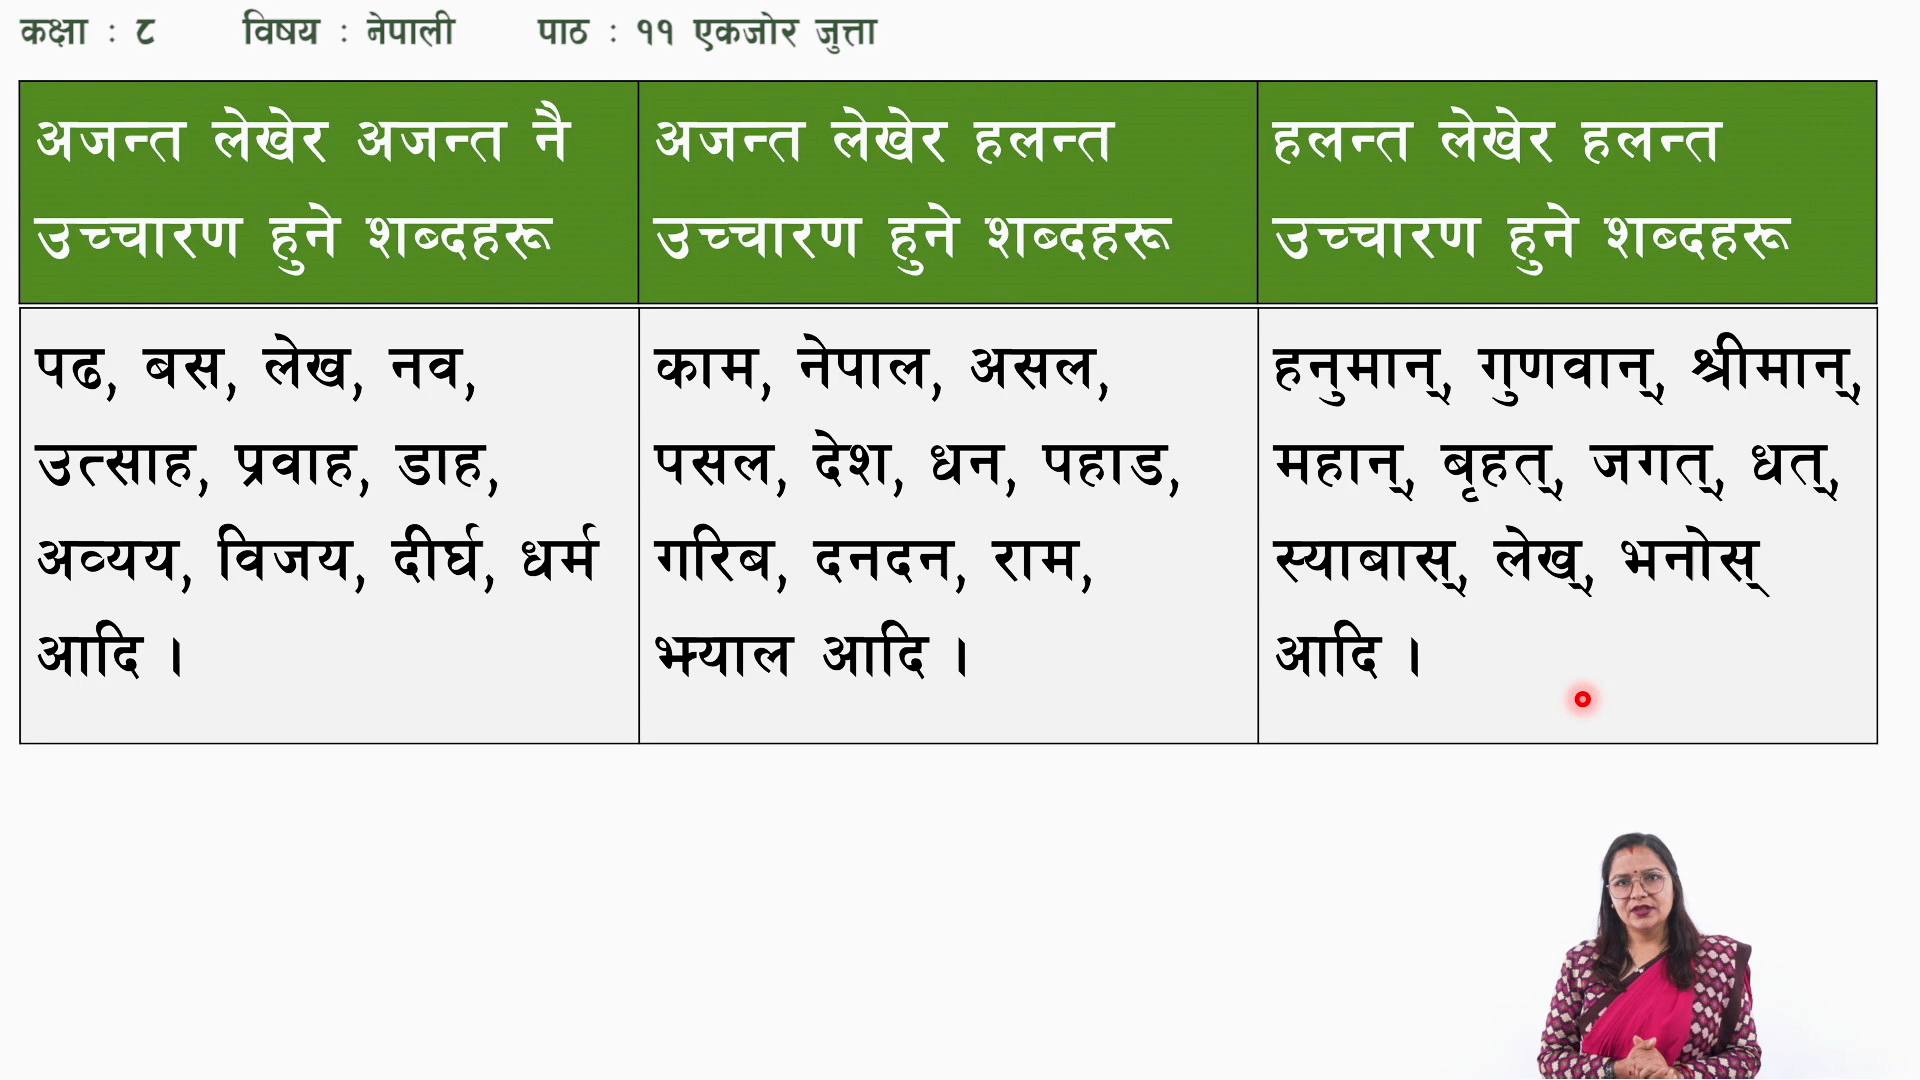 कक्षा : ८ विषय : नेपाली पाठ : ११ एकजोर जुत्ता
अजन्त लेखेर अजन्त नै
उच्चारण हुने शब्दहरू
अजन्त लेखेर हलन्त
उच्चारण हुने शब्दहरू
हलन्त लेखेर हलन्त
उच्चारण हुने शब्दहरू
पढ, बस, लेख, नव,
उत्साह, प्रवाह, डाह,
अव्यय, विजय, दीर्घ, धर्म
आदि ।
काम, नेपाल, असल,
पसल, देश, धन, पहाड,
गरिब, दनदन, राम,
झ्याल आदि ।
हनुमान्, गुणवान्, श्रीमान्,
महान्, बृहत्, जगत्, धत्,
स्याबास्, लेख्, भनोस्
आदि ।